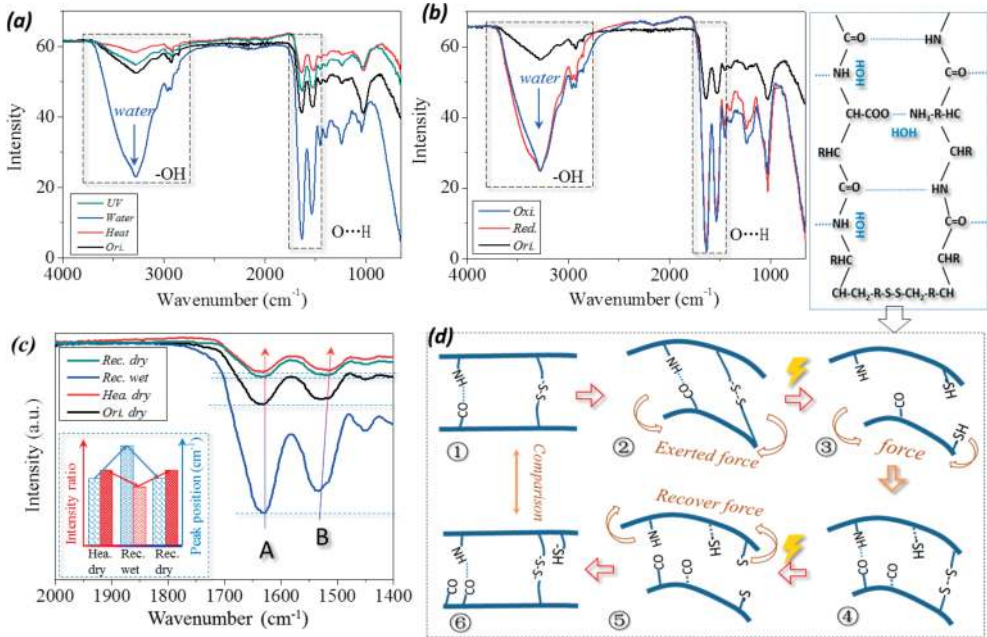 (a)
60
40
20
0
Intensity
water
-OH
O···H
UV
Water
Heat
Ori.
4000
3000
2000
1000
Wavenumber (cm⁻¹)
(b)
80
60
40
20
0
Intensity
water
-OH
O···H
Oxi.
Red.
Ori.
4000
3000
2000
1000
Wavenumber (cm⁻¹)
C=O
HN
NH
HOH
C=O
CH-COO
NH₃-R-HC
HOH
RHC
CHR
C=O
HN
NH
HOH
C=O
RHC
CHR
CH-CH₂-R-S-S-CH₂-R-CH
(c)
Rec. dry
Rec. wet
Hea. dry
Ori. dry
Intensity (a.u.)
Intensity ratio
Peak position (cm⁻¹)
Hea. Rec. Rec.
dry wet dry
A
B
2000
1900
1800
1700
1600
1500
1400
Wavenumber (cm⁻¹)
(d)
NH
CO
S-S
①
NH
CO
S-S
②
Exerted force
NH
SH
CO
SH
③
force
Comparison
Recover force
NH
CO
SH
S-S
CO
CO
⑥
NH
SH
S
CO
CO
S
⑤
NH
SH
S
CO
CO
S
④